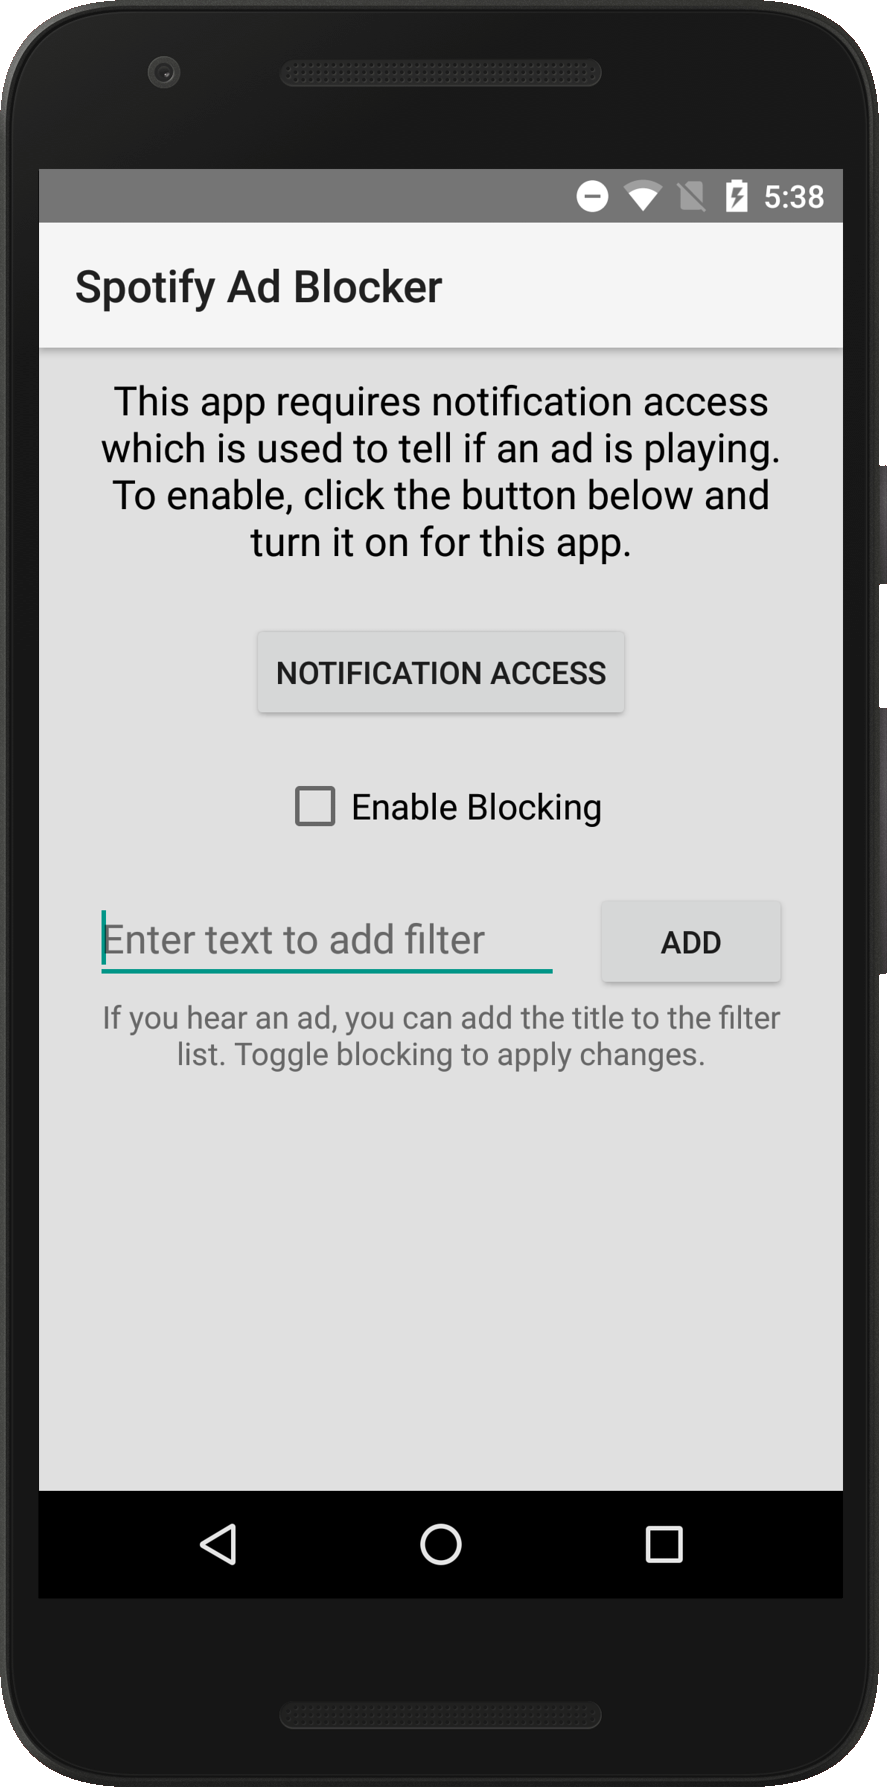 5:38
Spotify Ad Blocker
This app requires notification access
which is used to tell if an ad is playing.
To enable, click the button below and
turn it on for this app.
NOTIFICATION ACCESS
Enable Blocking
Enter text to add filter
ADD
If you hear an ad, you can add the title to the filter
list. Toggle blocking to apply changes.